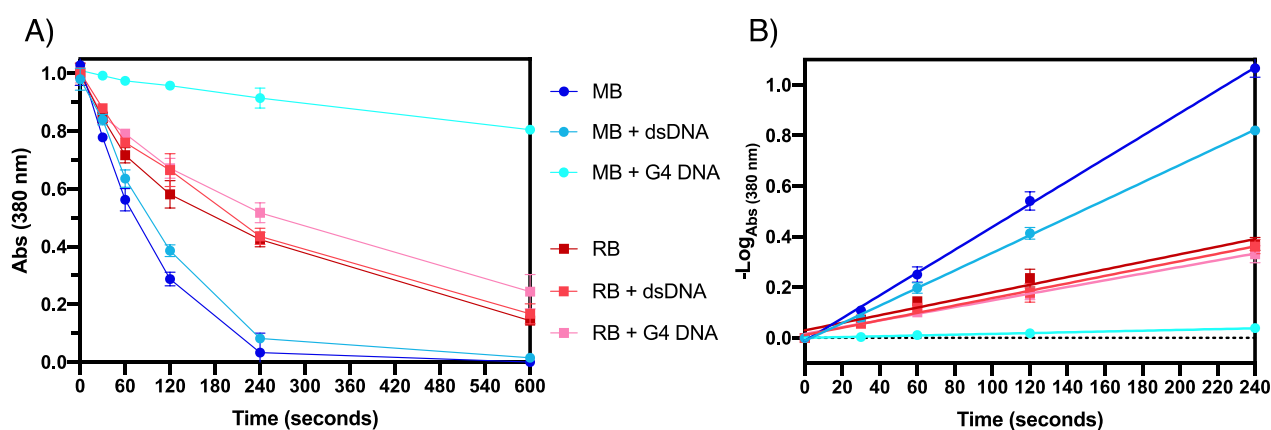 A)
Abs (380 nm)
1.0
0.8
0.6
0.4
0.2
0.0
0 60 120 180 240 300 360 420 480 540 600
Time (seconds)
MB
MB + dsDNA
MB + G4 DNA
RB
RB + dsDNA
RB + G4 DNA
B)
-LogAbs (380 nm)
1.0
0.8
0.6
0.4
0.2
0.0
0 20 40 60 80 100 120 140 160 180 200 220 240
Time (seconds)